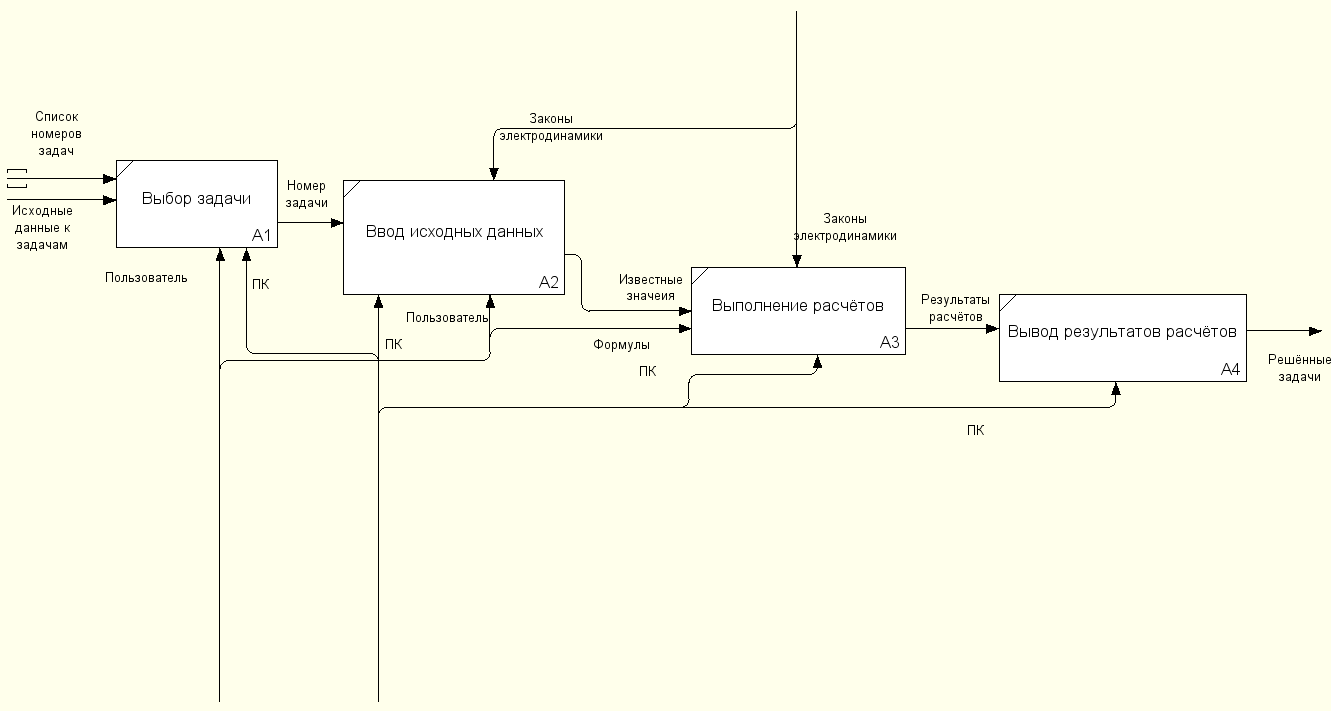 Список
номеров
задач
Исходные
данные к
задачам
Выбор задачи
A1
Пользователь
ПК
Номер
задачи
Законы
электродинамики
Ввод исходных данных
A2
Пользователь
ПК
Известные
значеия
Формулы
Законы
электродинамики
Выполнение расчётов
A3
ПК
Результаты
расчётов
Вывод результатов расчётов
A4
ПК
Решённые
задачи